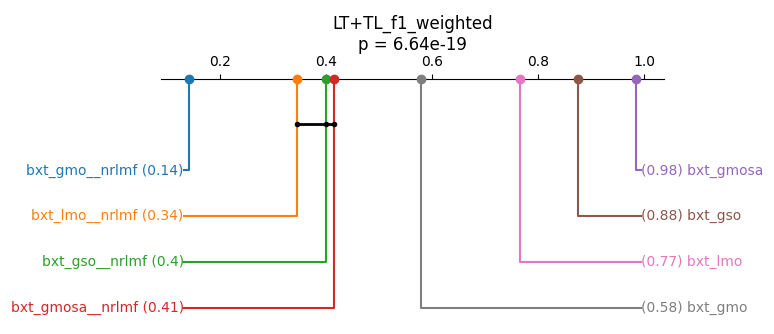 LT+TL_f1_weighted
p = 6.64e-19
0.2 0.4 0.6 0.8 1.0
bxt_gmo__nrlmf (0.14) (0.98) bxt_gmosa
bxt_lmo__nrlmf (0.34) (0.88) bxt_gso
bxt_gso__nrlmf (0.4) (0.77) bxt_lmo
bxt_gmosa__nrlmf (0.41) (0.58) bxt_gmo